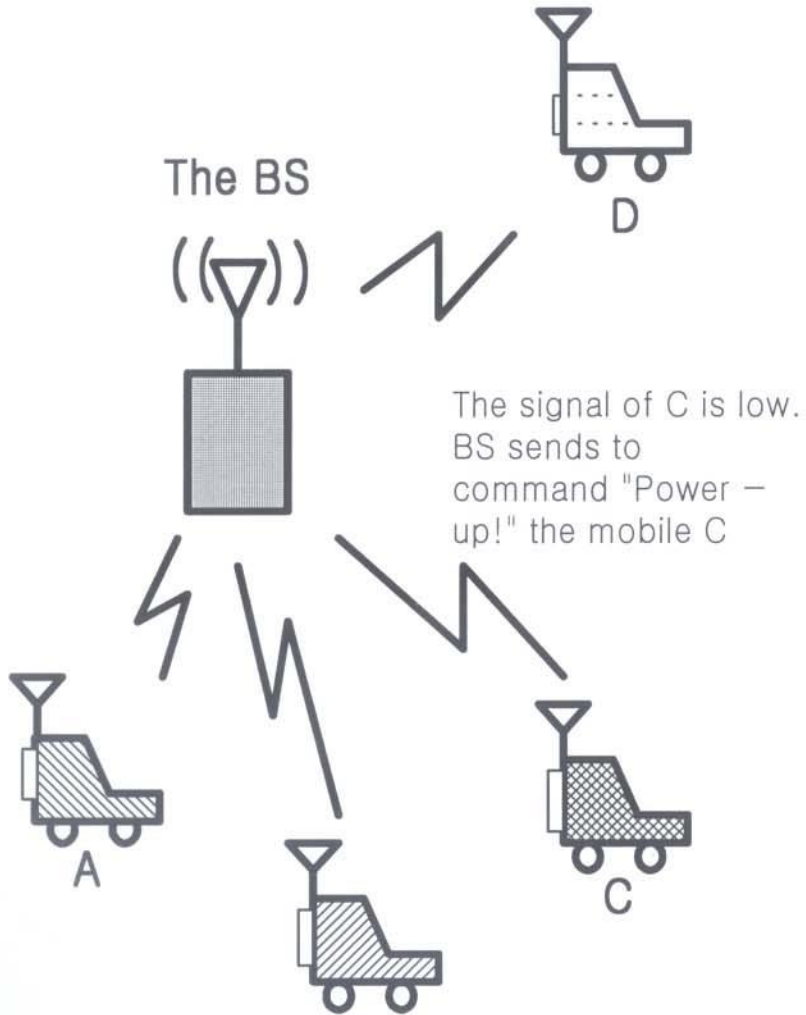 The BS
D
The signal of C is low.
BS sends to
command "Power –
up!" the mobile C
A
C